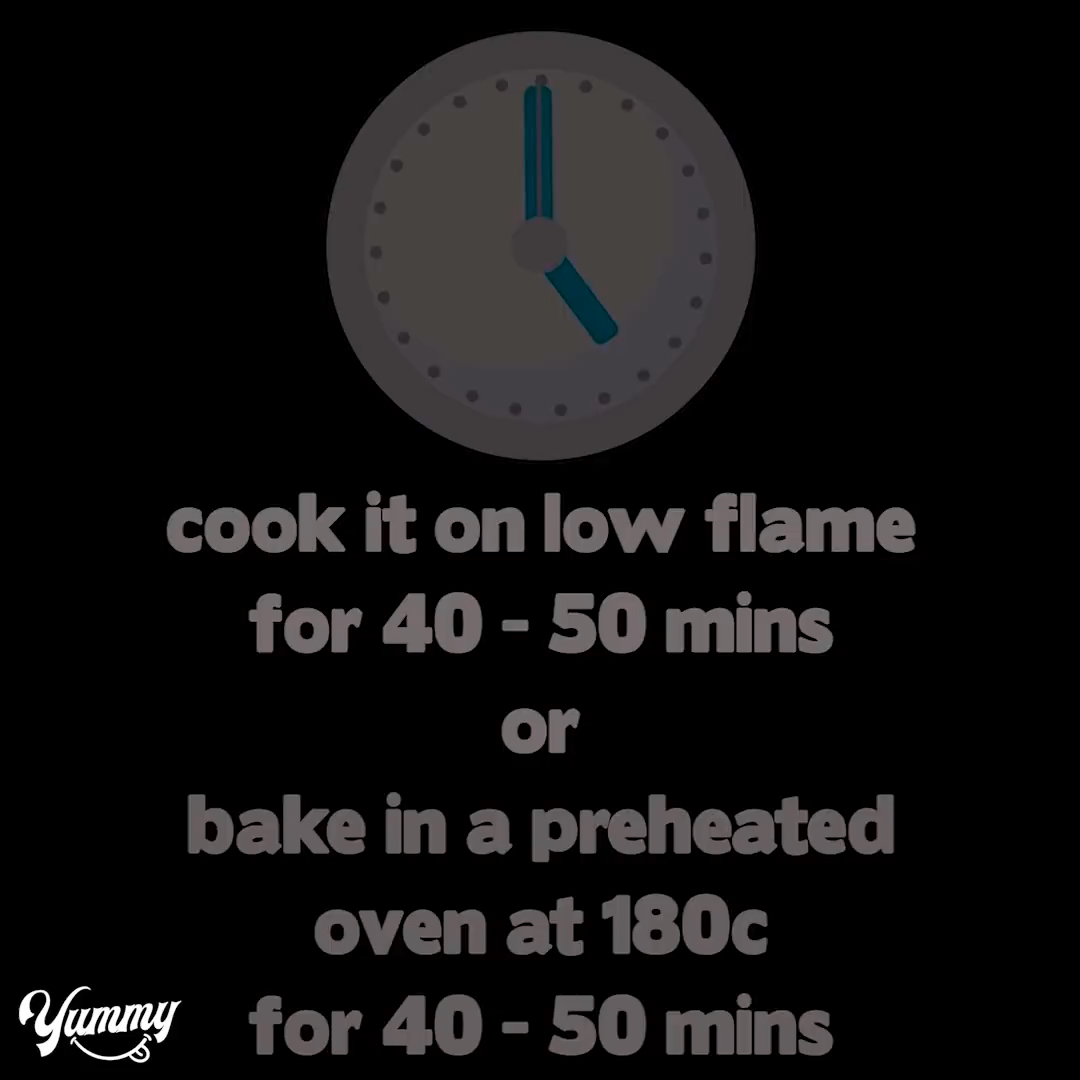 cook it on low flame
for 40 - 50 mins
or
bake in a preheated
oven at 180c
for 40 - 50 mins
Yummy